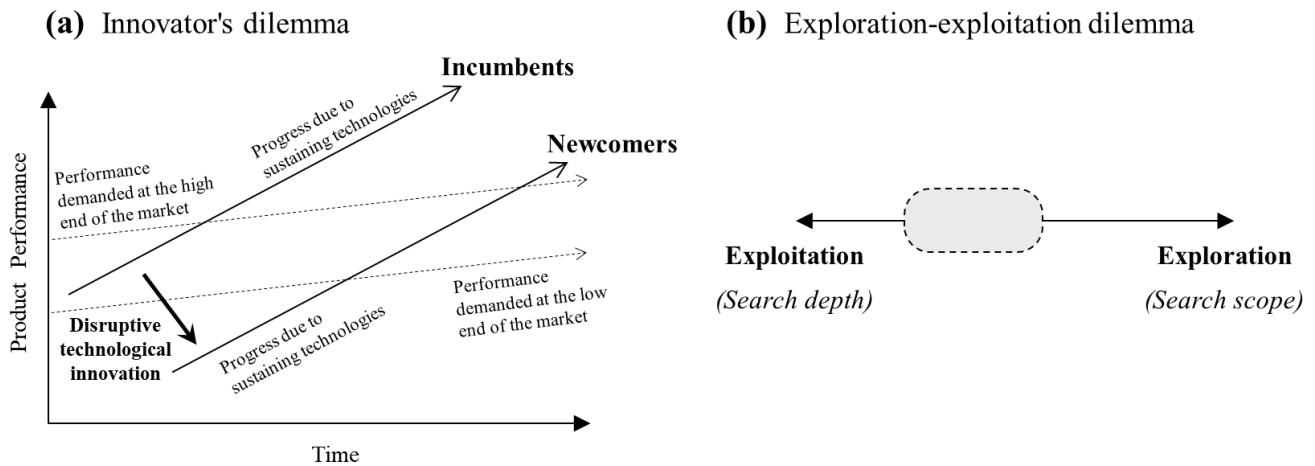 (a) Innovator's dilemma
Incumbents
Progress due to
sustaining technologies
Newcomers
Performance
demanded at the high
end of the market
Product Performance
Disruptive
technological
innovation
Progress due to
sustaining technologies
Performance
demanded at the low
end of the market
Time
(b) Exploration-exploitation dilemma
Exploitation
(Search depth)
Exploration
(Search scope)